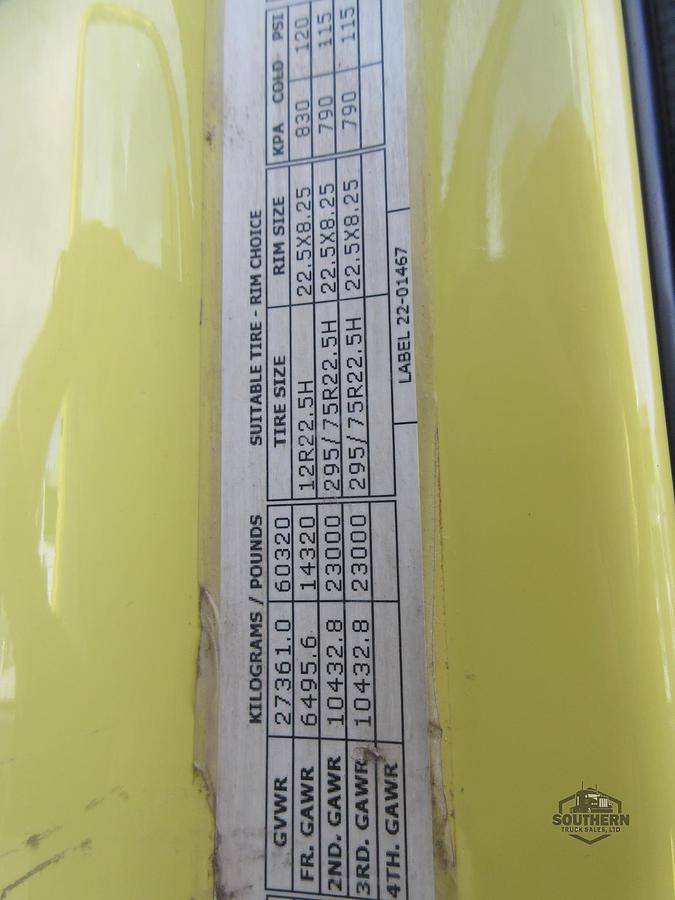 KILOGRAMS / POUNDS SUITABLE TIRE - RIM CHOICE
TIRE SIZE RIM SIZE KPA COLD PSI
GVWR 27361.0 60320
FR. GAWR 6495.6 14320 12R22.5H 22.5X8.25 830 120
2ND. GAWR 10432.8 23000 295/75R22.5H 22.5X8.25 790 115
3RD. GAWR 10432.8 23000 295/75R22.5H 22.5X8.25 790 115
4TH. GAWR
LABEL 22-01467
SOUTHERN
TRUCK SALES, LTD